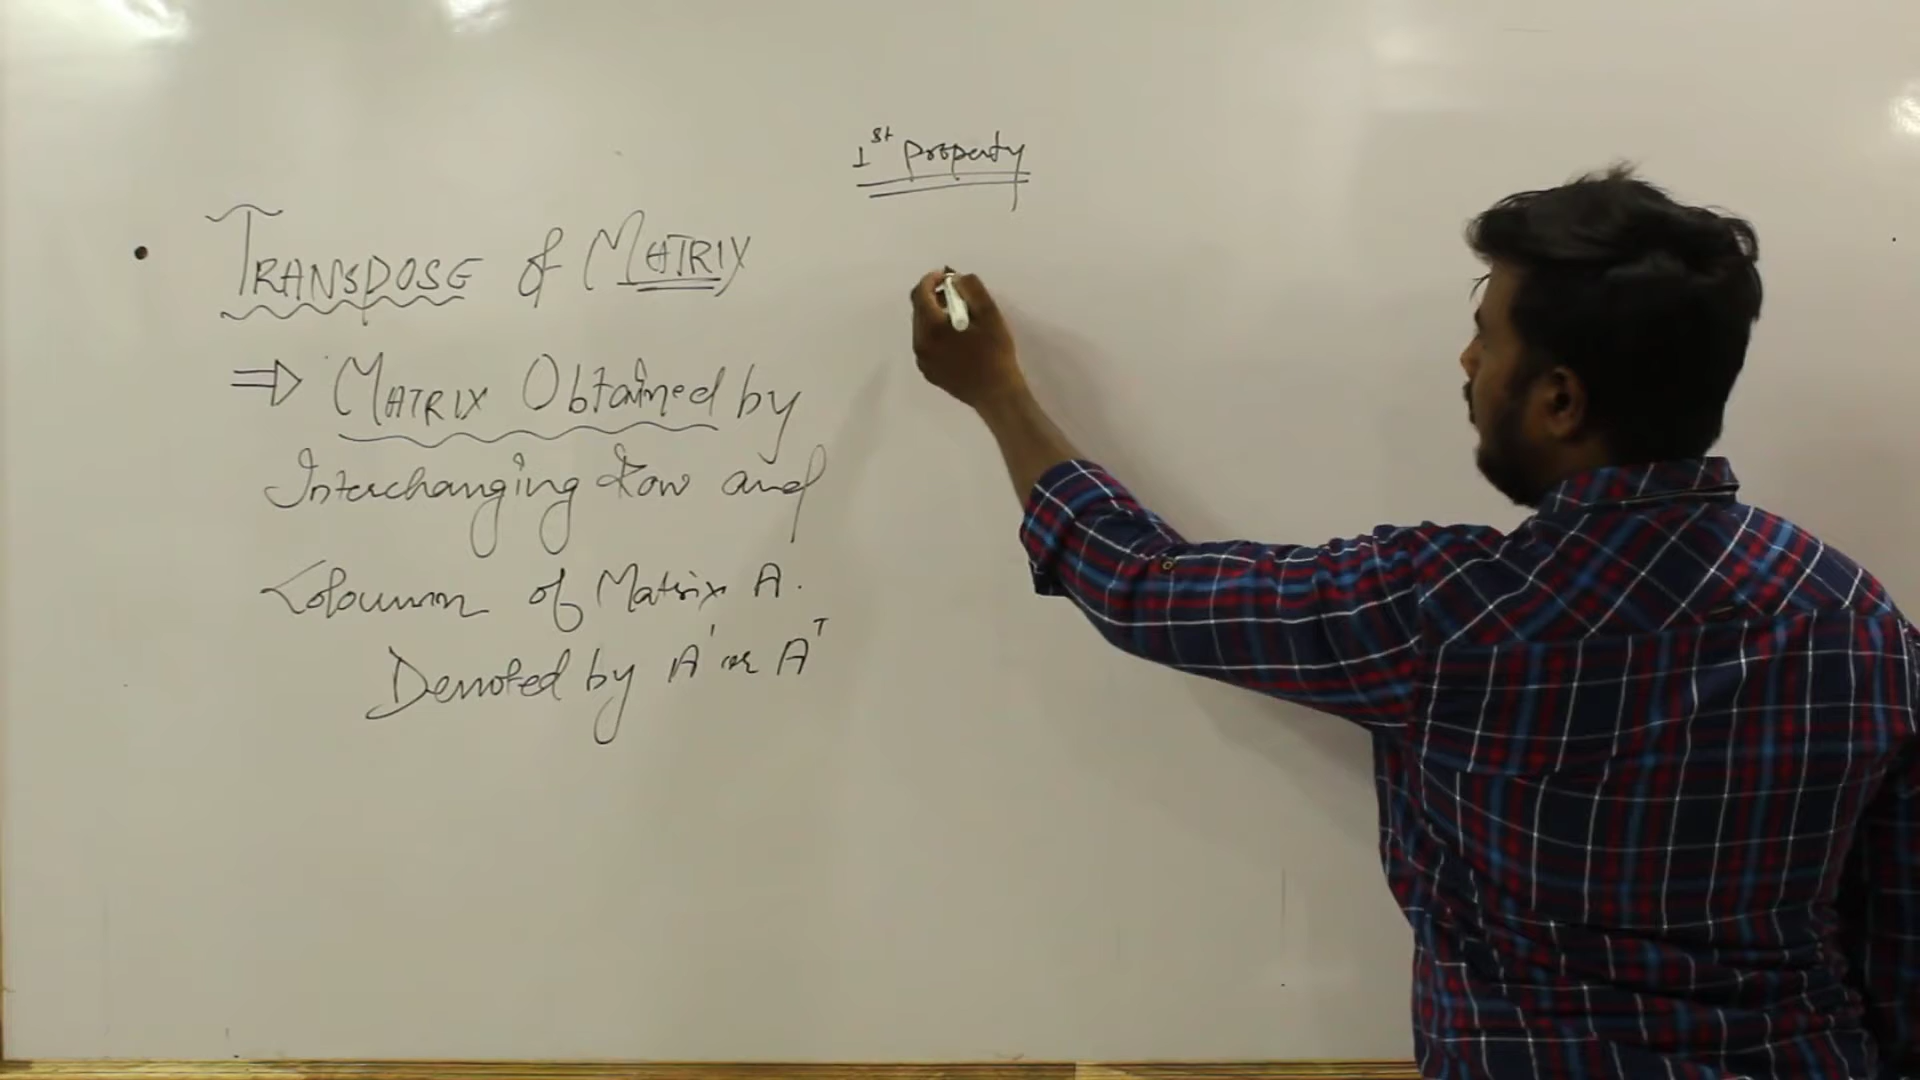 1st property
• TRANSPOSE of MATRIX
⇒ MATRIX Obtained by
Interchanging Row and
Coloumn of Matrix A.
Denoted by A' or Aᵀ